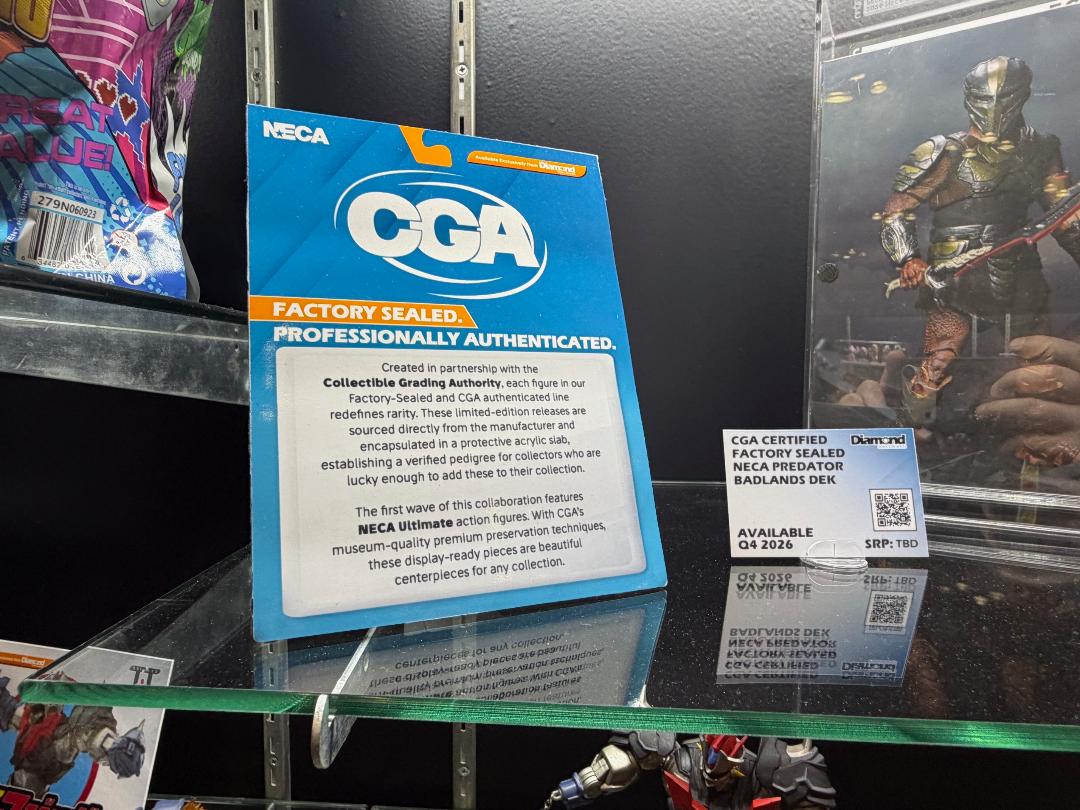 REAT
ALUE!
279N060923
CHINA
NECA
Available Exclusively from Diamond
CGA
FACTORY SEALED.
PROFESSIONALLY AUTHENTICATED.
Created in partnership with the
Collectible Grading Authority, each figure in our
Factory-Sealed and CGA authenticated line
redefines rarity. These limited-edition releases are
sourced directly from the manufacturer and
encapsulated in a protective acrylic slab,
establishing a verified pedigree for collectors who are
lucky enough to add these to their collection.
The first wave of this collaboration features
NECA Ultimate action figures. With CGA's
museum-quality premium preservation techniques,
these display-ready pieces are beautiful
centerpieces for any collection.
CGA CERTIFIED
FACTORY SEALED
NECA PREDATOR
BADLANDS DEK
Diamond
AVAILABLE
Q4 2026
SRP: TBD